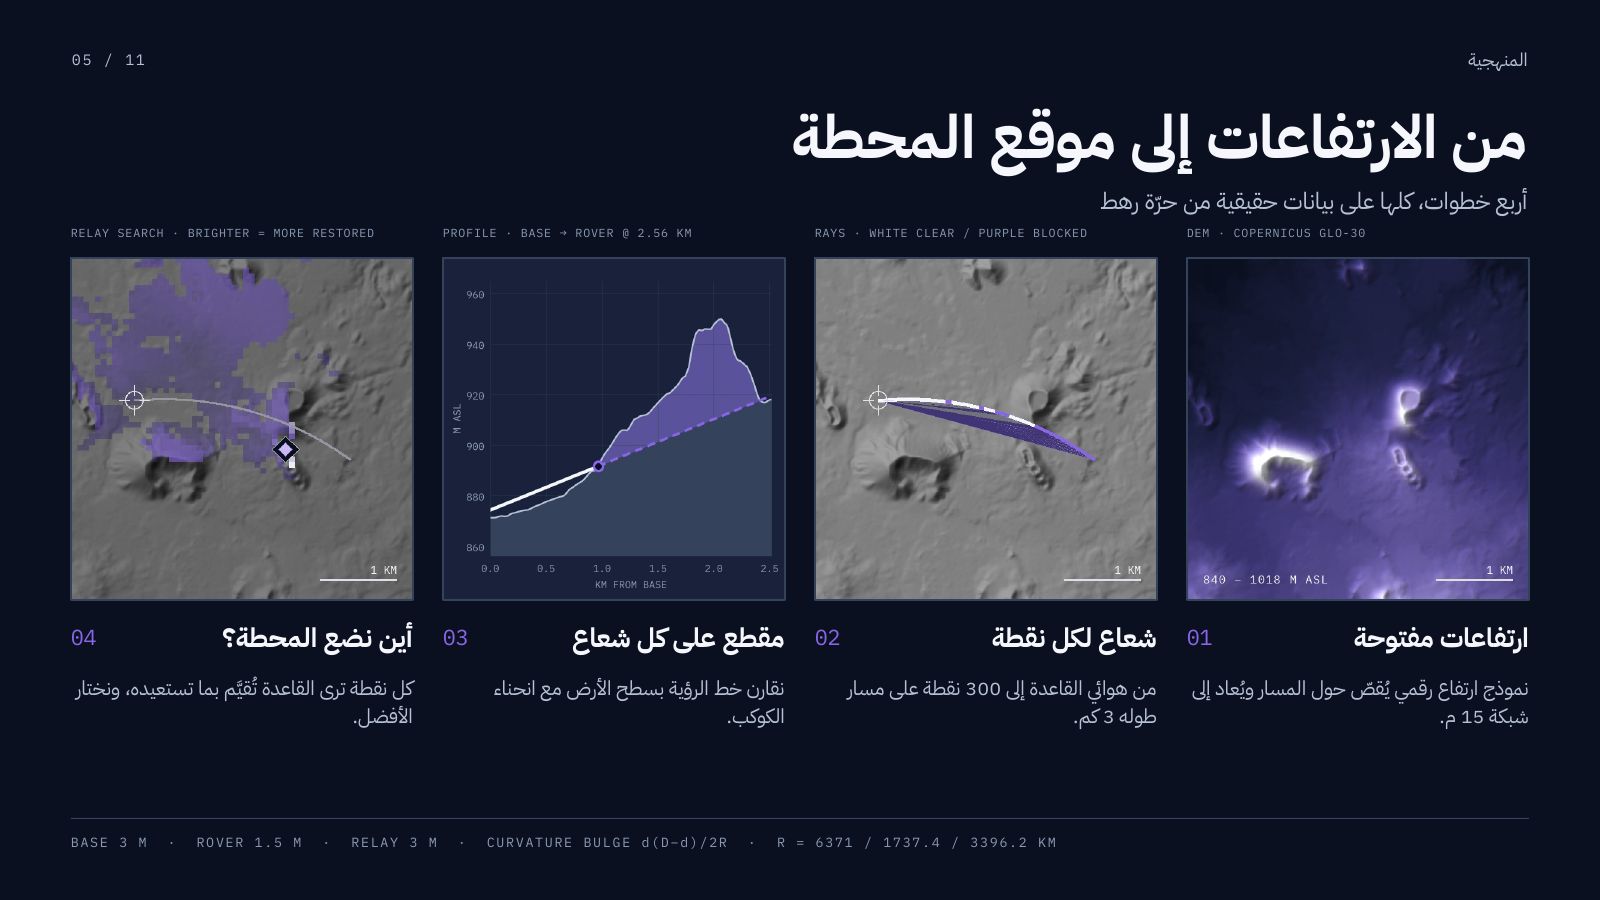 المنهجية
05 / 11
من الارتفاعات إلى موقع المحطة
أربع خطوات، كلها على بيانات حقيقية من حرّة رهط
DEM · COPERNICUS GLO-30
840 – 1018 M ASL
1 KM
ارتفاعات مفتوحة
01
نموذج ارتفاع رقمي يُقصّ حول المسار ويُعاد إلى
شبكة 15 م.
RAYS · WHITE CLEAR / PURPLE BLOCKED
1 KM
شعاع لكل نقطة
02
من هوائي القاعدة إلى 300 نقطة على مسار
طوله 3 كم.
PROFILE · BASE → ROVER @ 2.56 KM
960
940
920
900
880
860
M ASL
0.0 0.5 1.0 1.5 2.0 2.5
KM FROM BASE
مقطع على كل شعاع
03
نقارن خط الرؤية بسطح الأرض مع انحناء
الكوكب.
RELAY SEARCH · BRIGHTER = MORE RESTORED
1 KM
أين نضع المحطة؟
04
كل نقطة ترى القاعدة تُقيَّم بما تستعيده، ونختار
الأفضل.
BASE 3 M · ROVER 1.5 M · RELAY 3 M · CURVATURE BULGE d(D−d)/2R · R = 6371 / 1737.4 / 3396.2 KM